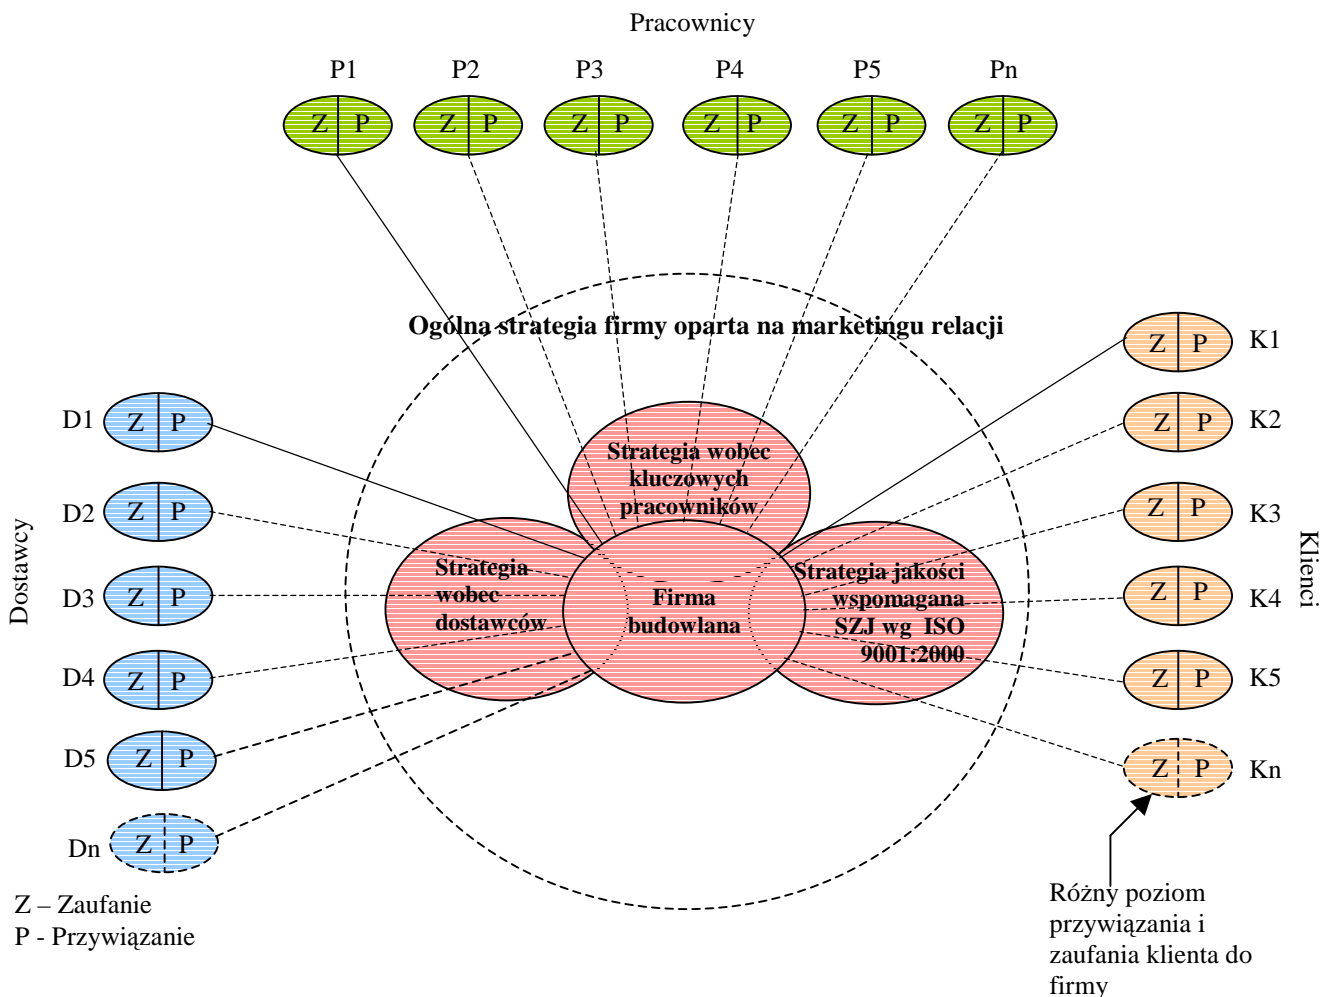 Pracownicy
P1 P2 P3 P4 P5 Pn
Z P Z P Z P Z P Z P Z P
Ogólna strategia firmy oparta na marketingu relacji
Dostawcy
D1 Z P
D2 Z P
D3 Z P
D4 Z P
D5 Z P
Dn Z P
Strategia wobec
kluczowych
pracowników
Strategia
wobec
dostawców
Firma
budowlana
Strategia jakości
wspomagana
SZJ wg ISO
9001:2000
Z P K1
Z P K2
Z P K3
Z P K4
Z P K5
Z P Kn
Klienci
Z – Zaufanie
P - Przywiązanie
Różny poziom
przywiązania i
zaufania klienta do
firmy